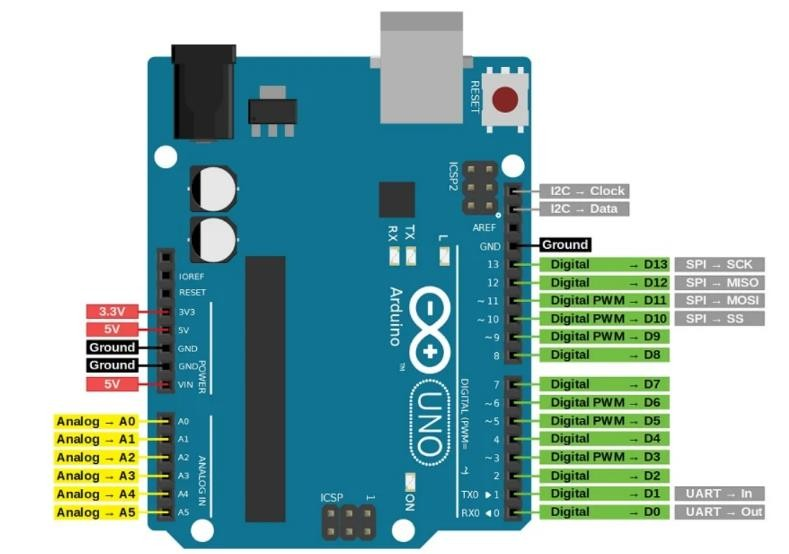 RESET
ICSP2
I2C → Clock
I2C → Data
AREF
RX
TX
L
GND
Ground
13
Digital → D13
SPI → SCK
IOREF
12
Digital → D12
SPI → MISO
RESET
~11
Digital PWM → D11
SPI → MOSI
3.3V
3V3
~10
Digital PWM → D10
SPI → SS
5V
5V
~9
Digital PWM → D9
Ground
GND
8
Digital → D8
Ground
GND
5V
VIN
POWER
Arduino
TM
UNO
DIGITAL (PWM=
~
7
Digital → D7
~6
Digital PWM → D6
Analog → A0
A0
~5
Digital PWM → D5
Analog → A1
A1
4
Digital → D4
Analog → A2
A2
~3
Digital PWM → D3
Analog → A3
A3
2
Digital → D2
Analog → A4
A4
TX0 ▶1
Digital → D1
UART → In
Analog → A5
A5
RX0 ◀0
Digital → D0
UART → Out
ANALOG IN
ICSP
1
ON